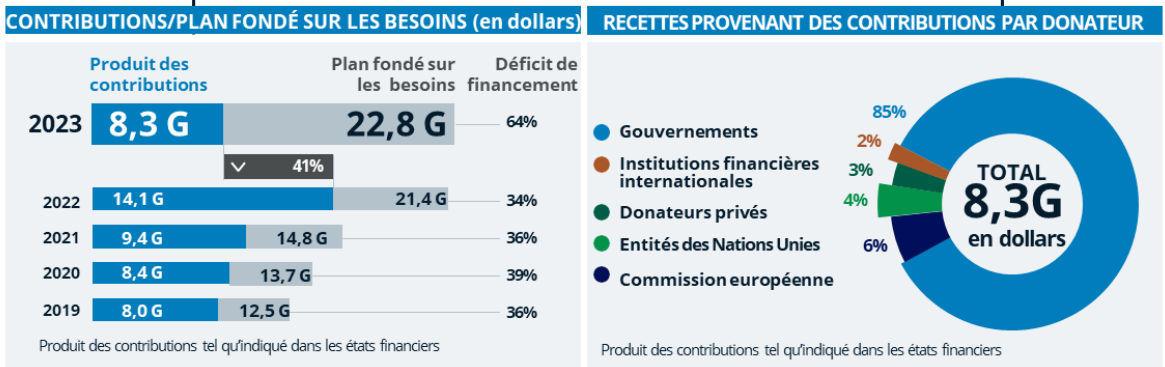 CONTRIBUTIONS/PLAN FONDÉ SUR LES BESOINS (en dollars)
Produit des contributions
Plan fondé sur les besoins
Déficit de financement
2023 8,3 G 22,8 G 64%
41%
2022 14,1 G 21,4 G 34%
2021 9,4 G 14,8 G 36%
2020 8,4 G 13,7 G 39%
2019 8,0 G 12,5 G 36%
Produit des contributions tel qu'indiqué dans les états financiers
RECETTES PROVENANT DES CONTRIBUTIONS PAR DONATEUR
Gouvernements
Institutions financières
internationales
Donateurs privés
Entités des Nations Unies
Commission européenne
85%
2%
3%
4%
6%
TOTAL
8,3G
en dollars
Produit des contributions tel qu'indiqué dans les états financiers